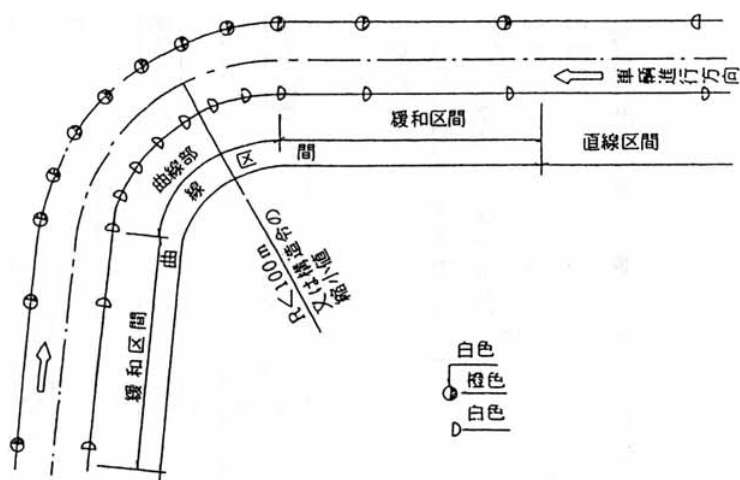 車輌進行方向
緩和区間
直線区間
曲線部
曲線区間
R<100m
又は構造令の
縮小値
緩和区間
白色
橙色
白色